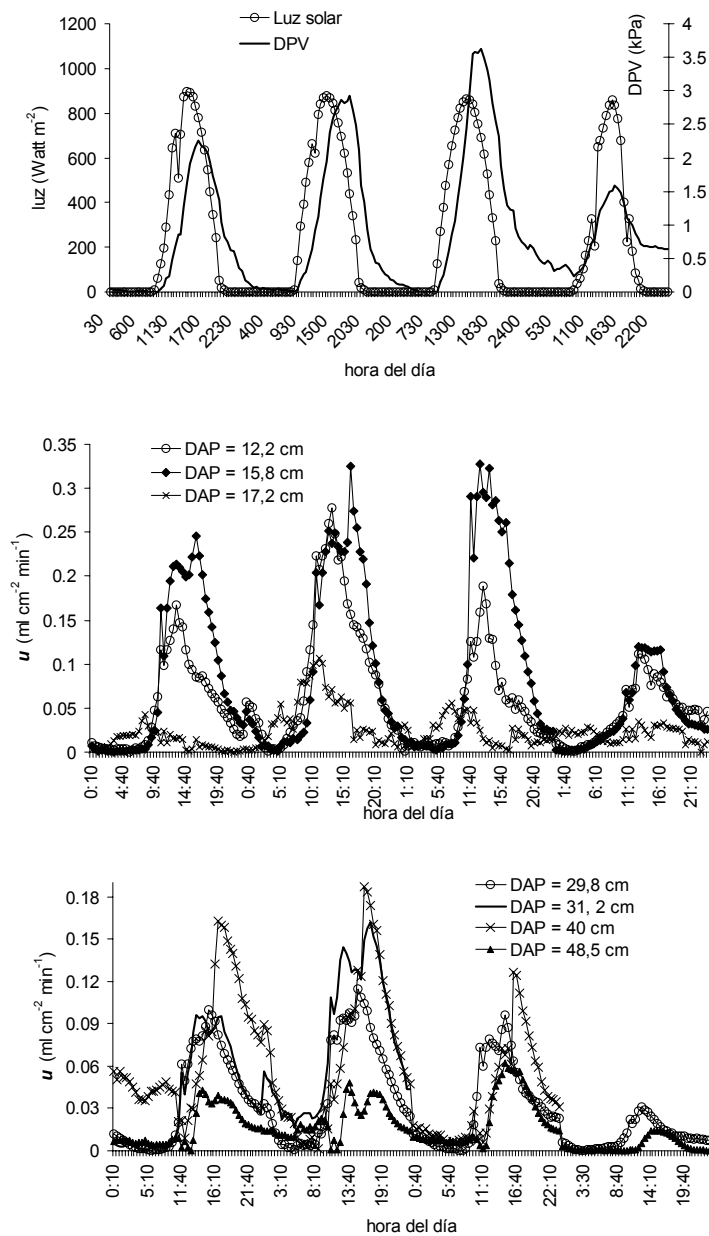 Luz solar
DPV
luz (Watt m-2)
1200
1000
800
600
400
200
0
DPV (kPa)
4
3.5
3
2.5
2
1.5
1
0.5
0
30 600 1130 1700 2300 400 930 1500 2030 200 730 1300 1830 2400 530 1100 1630 2200
hora del día
DAP = 12,2 cm
DAP = 15,8 cm
DAP = 17,2 cm
u (ml cm-2 min-1)
0.35
0.3
0.25
0.2
0.15
0.1
0.05
0
0:10 4:40 9:40 14:40 19:40 0:40 5:10 10:10 15:10 20:10 1:10 5:40 11:40 15:40 20:40 1:40 6:10 11:10 16:10 21:10
hora del día
DAP = 29,8 cm
DAP = 31, 2 cm
DAP = 40 cm
DAP = 48,5 cm
u (ml cm-2 min-1)
0.18
0.15
0.12
0.09
0.06
0.03
0
0:10 5:10 11:40 16:10 21:40 3:10 8:10 13:40 19:10 0:40 5:40 11:10 16:40 22:10 3:30 8:40 14:10 19:40
hora del día